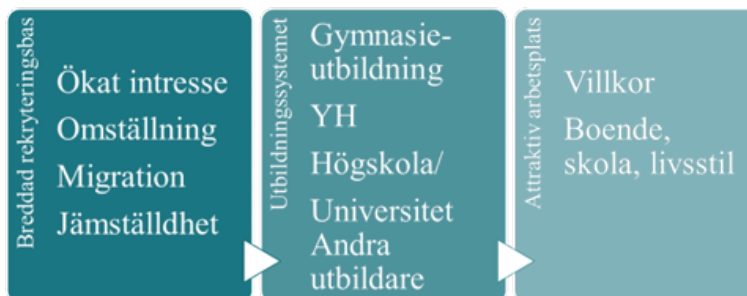 Breddad rekryteringsbas
Ökat intresse
Omställning
Migration
Jämställdhet
Utbildningssystemet
Gymnasie-
utbildning
YH
Högskola/
Universitet
Andra
utbildare
Attraktiv arbetsplats
Villkor
Boende,
skola, livsstil